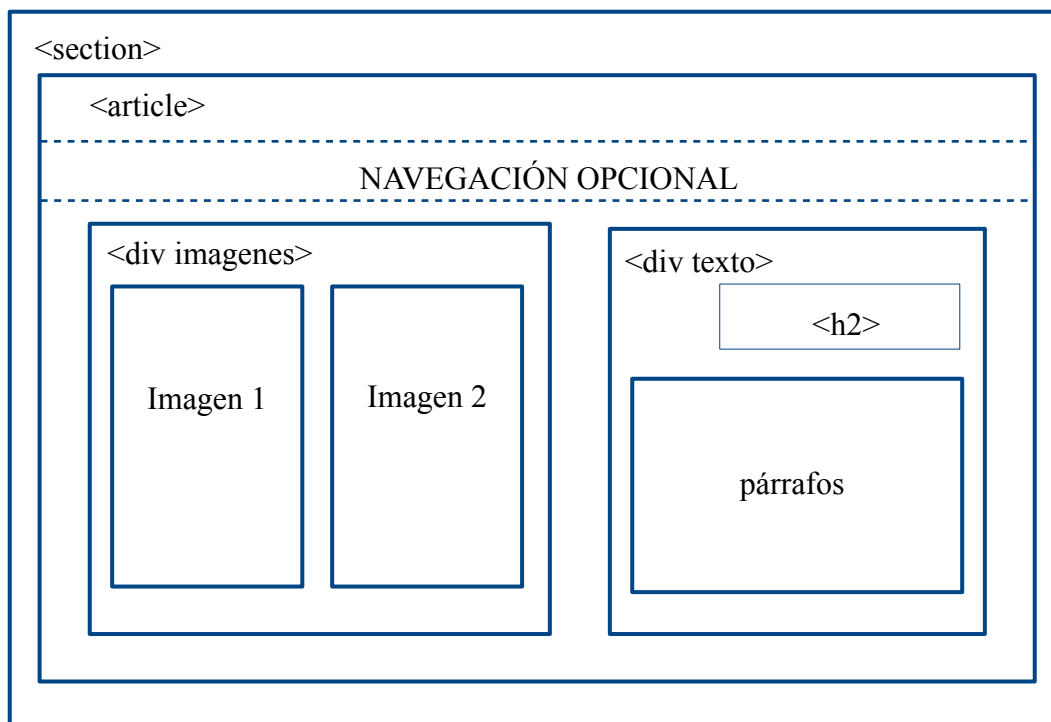 <section>
<article>
NAVEGACIÓN OPCIONAL
<div imagenes>
Imagen 1
Imagen 2
<div texto>
<h2>
párrafos